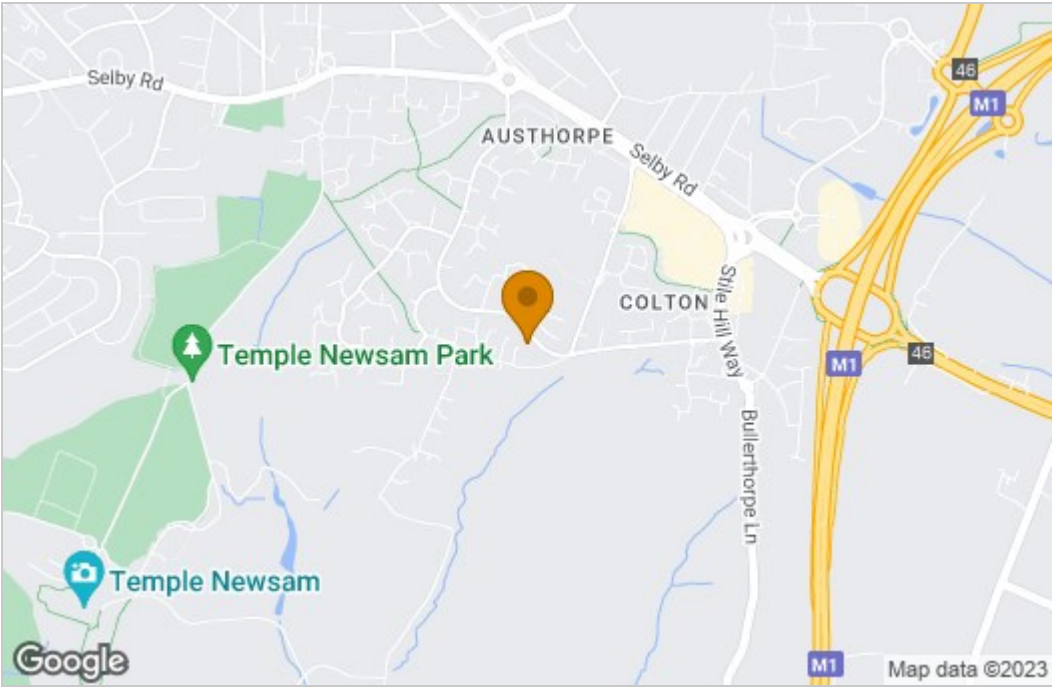 Selby Rd
46
M1
AUSTHORPE
Selby Rd
COLTON
Stile Hill Way
Temple Newsam Park
46
M1
Bullerthorpe Ln
Temple Newsam
Google
M1
Map data ©2023